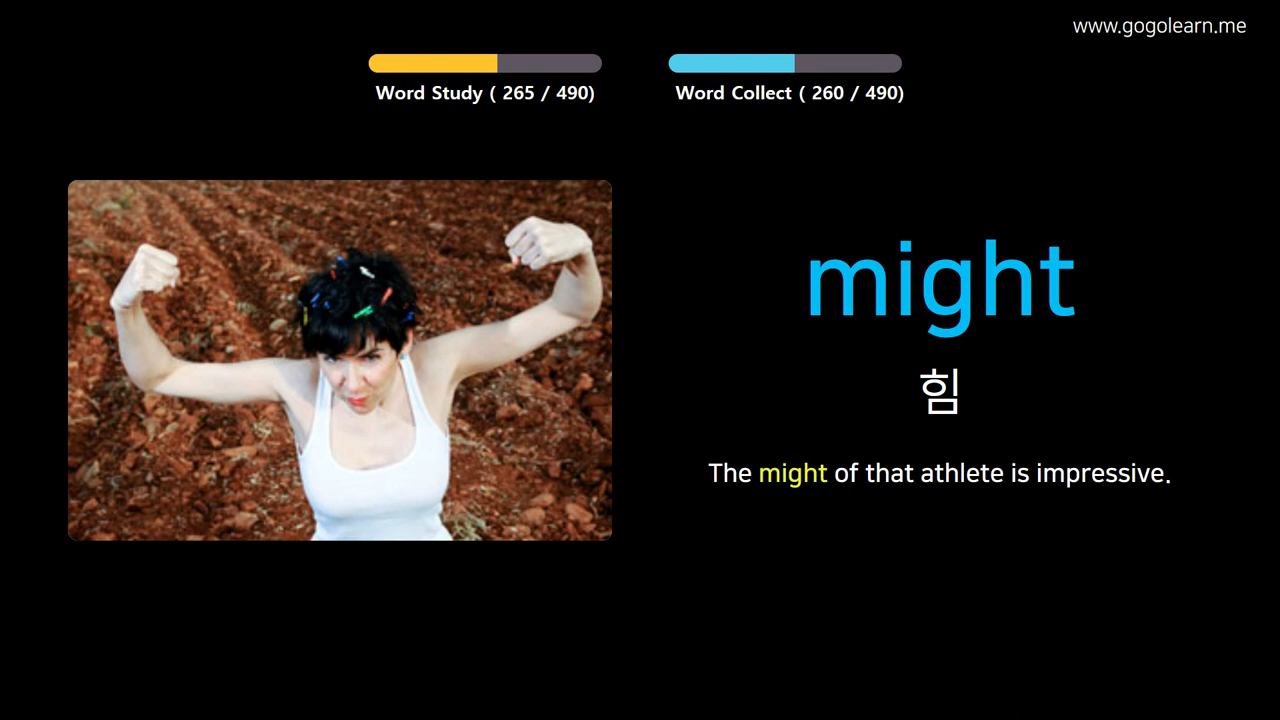 www.gogolearn.me
Word Study ( 265 / 490)
Word Collect ( 260 / 490)
might
힘
The might of that athlete is impressive.